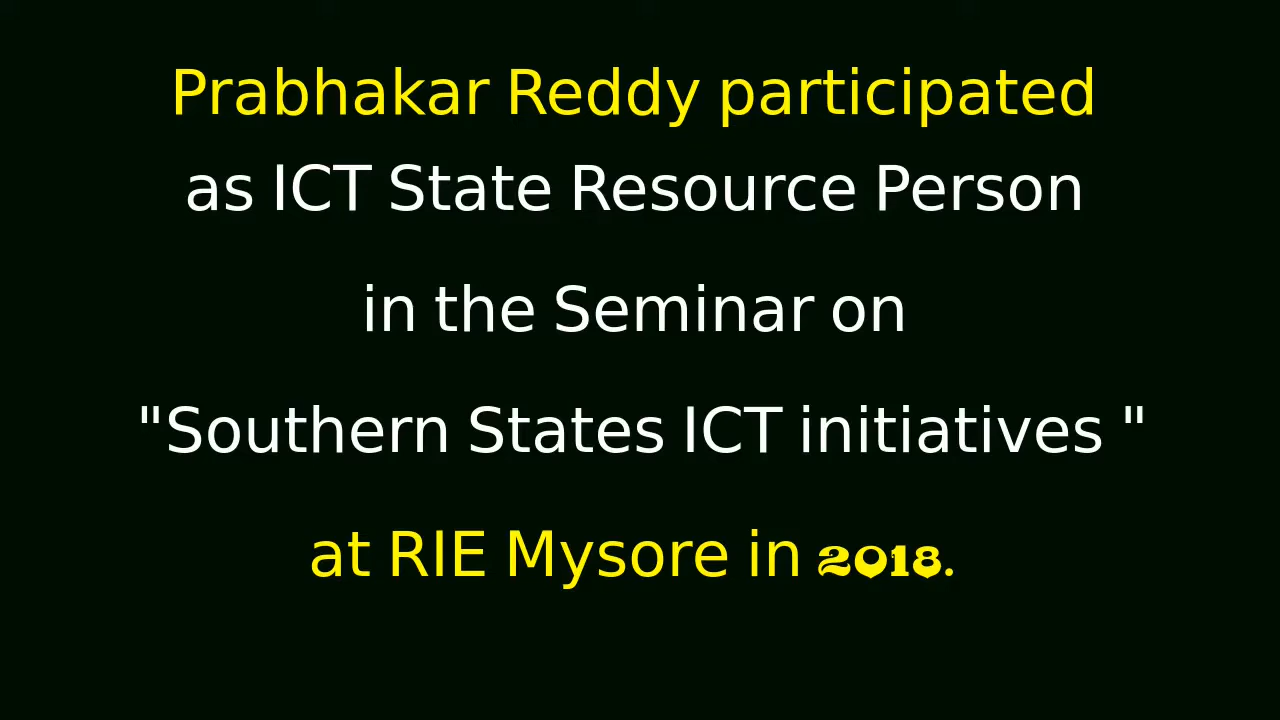 Prabhakar Reddy participated
as ICT State Resource Person
in the Seminar on
"Southern States ICT initiatives "
at RIE Mysore in 2018.